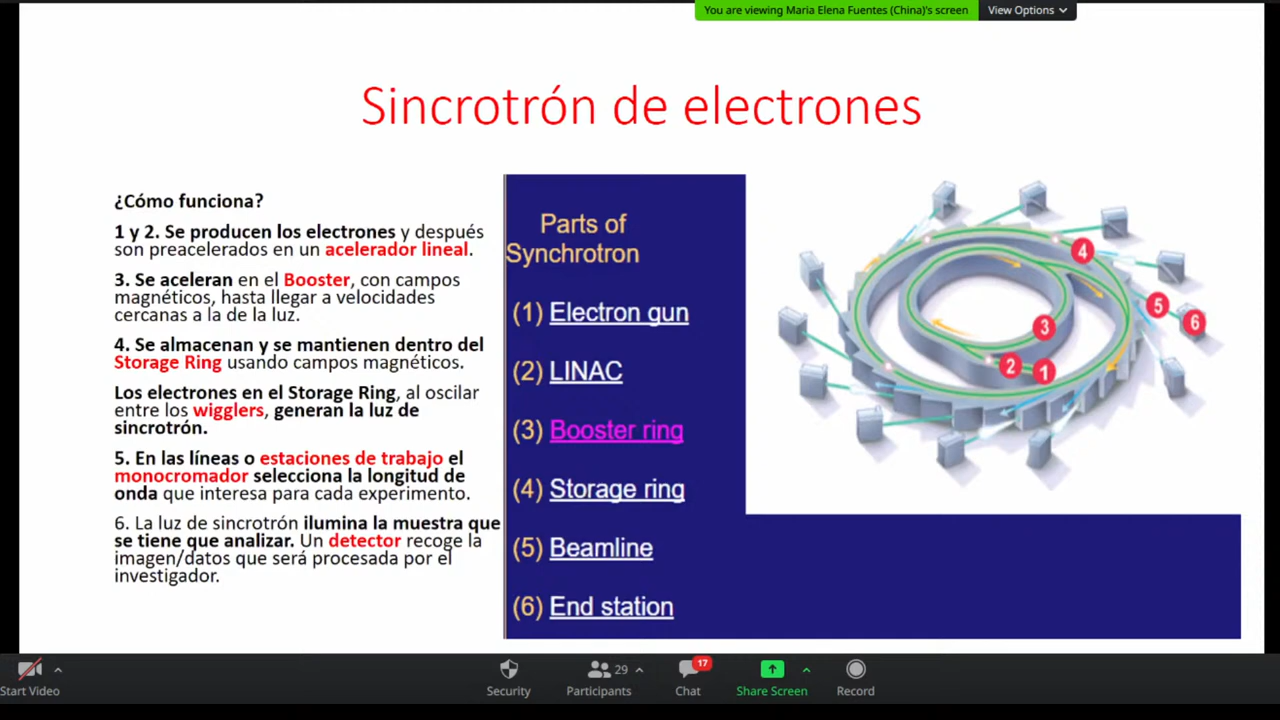 You are viewing Maria Elena Fuentes (China)'s screen
View Options
Sincrotrón de electrones
¿Cómo funciona?
1 y 2. Se producen los electrones y después
son preacelerados en un acelerador lineal.
3. Se aceleran en el Booster, con campos
magnéticos, hasta llegar a velocidades
cercanas a la de la luz.
4. Se almacenan y se mantienen dentro del
Storage Ring usando campos magnéticos.
Los electrones en el Storage Ring, al oscilar
entre los wigglers, generan la luz de
sincrotrón.
5. En las líneas o estaciones de trabajo el
monocromador selecciona la longitud de
onda que interesa para cada experimento.
6. La luz de sincrotrón ilumina la muestra que
se tiene que analizar. Un detector recoge la
imagen/datos que será procesada por el
investigador.
Parts of
Synchrotron
(1) Electron gun
(2) LINAC
(3) Booster ring
(4) Storage ring
(5) Beamline
(6) End station
4
5
6
3
2
1
Start Video
Security
29
Participants
17
Chat
Share Screen
Record